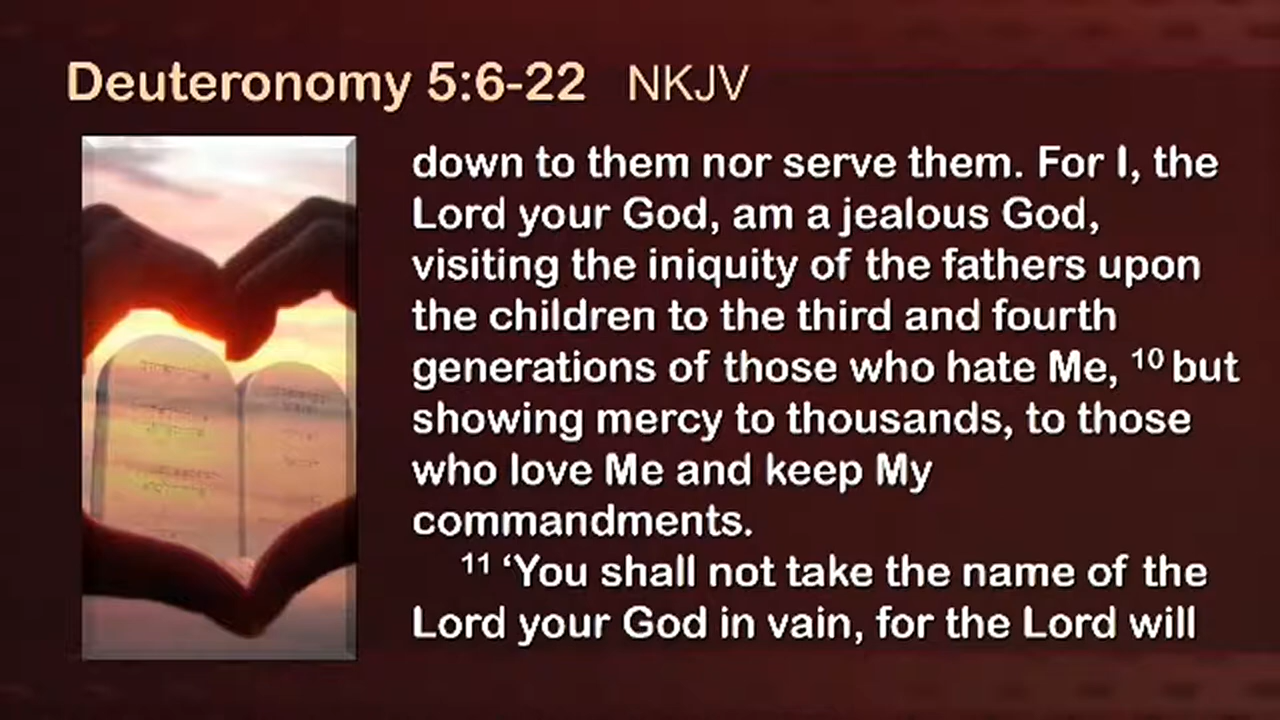 Deuteronomy 5:6-22 NKJV
down to them nor serve them. For I, the
Lord your God, am a jealous God,
visiting the iniquity of the fathers upon
the children to the third and fourth
generations of those who hate Me, ¹⁰ but
showing mercy to thousands, to those
who love Me and keep My
commandments.
¹¹ ‘You shall not take the name of the
Lord your God in vain, for the Lord will